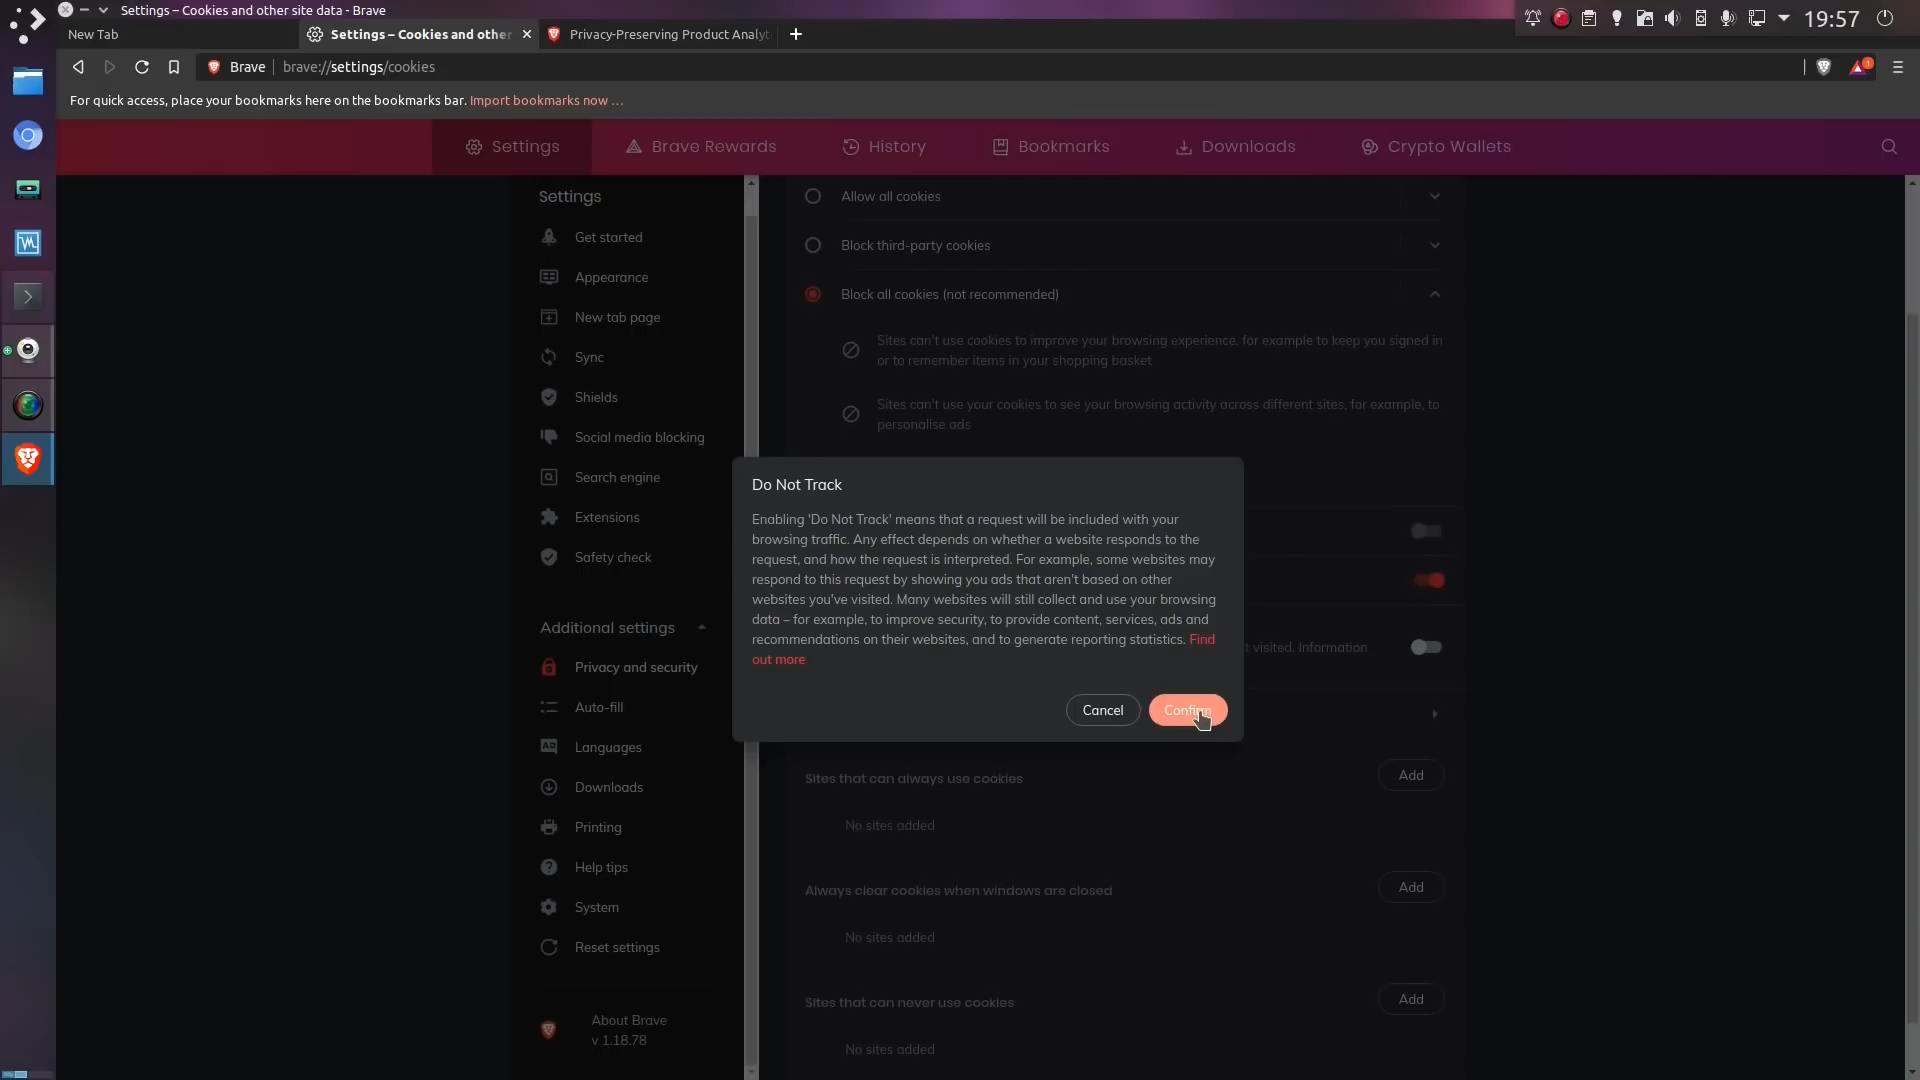 Settings – Cookies and other site data - Brave
19:57
New Tab
Settings – Cookies and other
Privacy-Preserving Product Analyt
Brave
brave://settings/cookies
1
For quick access, place your bookmarks here on the bookmarks bar. Import bookmarks now …
Settings
Brave Rewards
History
Bookmarks
Downloads
Crypto Wallets
Settings
Get started
Appearance
New tab page
Sync
Shields
Social media blocking
Search engine
Extensions
Safety check
Additional settings
Privacy and security
Auto-fill
Languages
Downloads
Printing
Help tips
System
Reset settings
About Brave
v 1.18.78
Allow all cookies
Block third-party cookies
Block all cookies (not recommended)
Sites can't use cookies to improve your browsing experience, for example to keep you signed in
or to remember items in your shopping basket
Sites can't use your cookies to see your browsing activity across different sites, for example, to
personalise ads
Do Not Track
Enabling 'Do Not Track' means that a request will be included with your
browsing traffic. Any effect depends on whether a website responds to the
request, and how the request is interpreted. For example, some websites may
respond to this request by showing you ads that aren't based on other
websites you've visited. Many websites will still collect and use your browsing
data – for example, to improve security, to provide content, services, ads and
recommendations on their websites, and to generate reporting statistics. Find
out more
Cancel
Confirm
t visited. Information
Sites that can always use cookies
Add
No sites added
Always clear cookies when windows are closed
Add
No sites added
Sites that can never use cookies
Add
No sites added